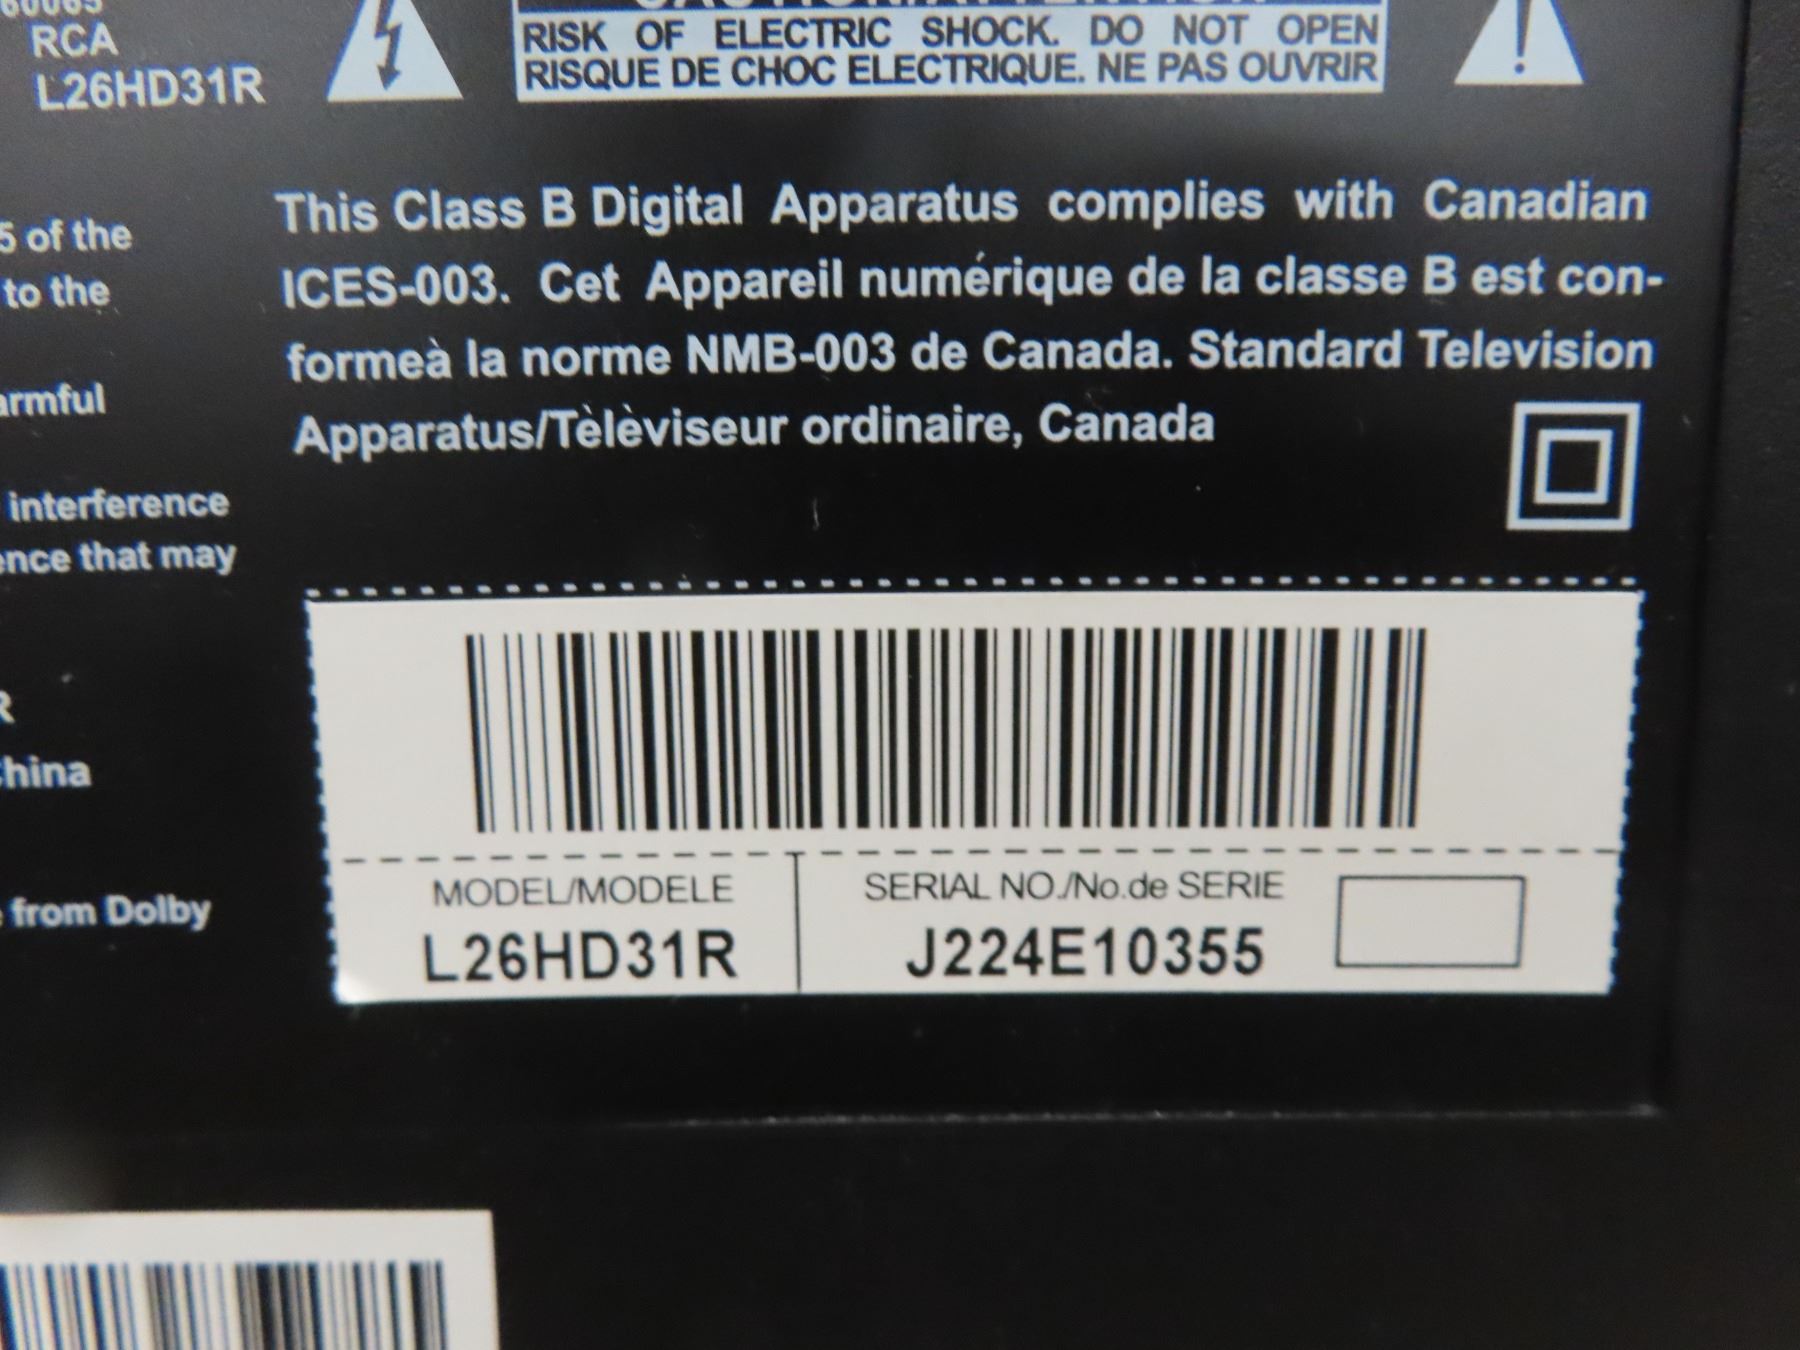 RCA
L26HD31R
RISK OF ELECTRIC SHOCK. DO NOT OPEN
RISQUE DE CHOC ELECTRIQUE. NE PAS OUVRIR
5 of the
to the
armful
interference
ence that may
R
China
from Dolby
This Class B Digital Apparatus complies with Canadian
ICES-003. Cet Appareil numérique de la classe B est con-
formeà la norme NMB-003 de Canada. Standard Television
Apparatus/Tèlèviseur ordinaire, Canada
MODEL/MODELE
L26HD31R
SERIAL NO./No.de SERIE
J224E10355